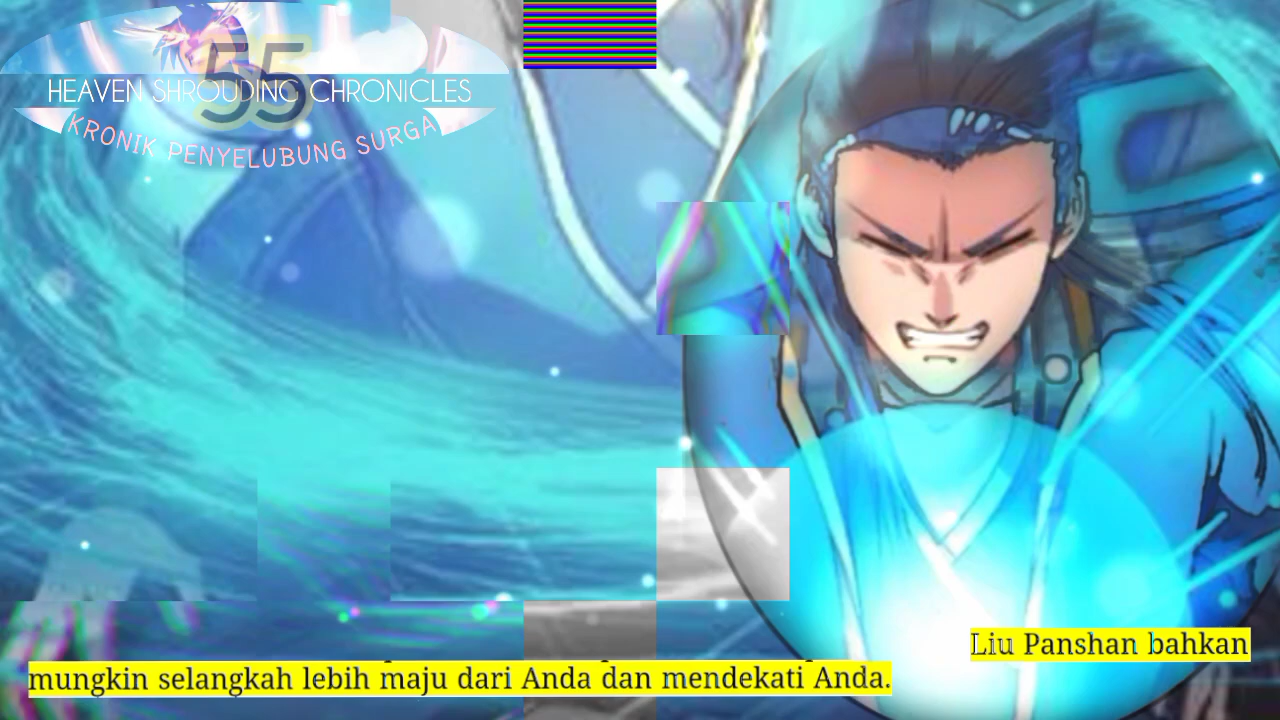 55
HEAVEN SHROUDING CHRONICLES
KRONIK PENYELUBUNG SURGA
Liu Panshan bahkan
mungkin selangkah lebih maju dari Anda dan mendekati Anda.